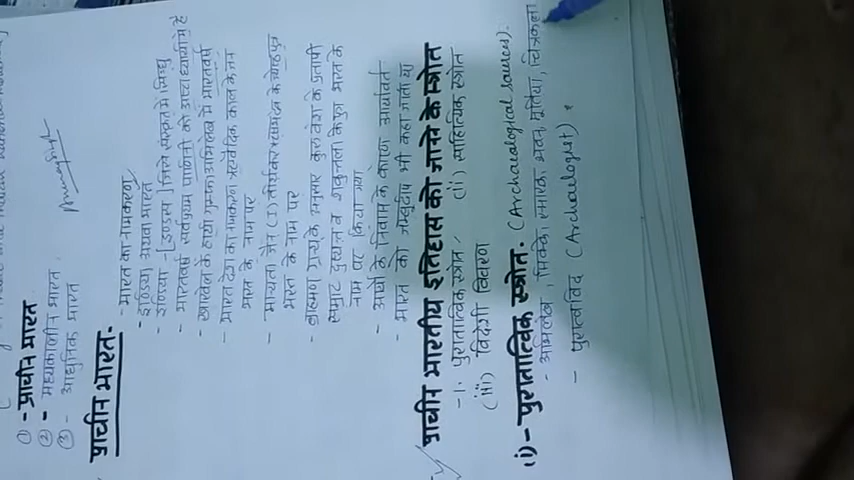 ① - प्राचीन भारत
② - मध्यकालीन भारत
③ - आधुनिक भारत
प्राचीन भारत -
- भारत का नामकरण
- इण्डिया अथवा भारत
- इण्डिया - [इण्डस] जिसे संस्कृत में सिन्धु
- भारतवर्ष सर्वप्रथम पाणिनी की अष्टाध्यायी में है
- खारवेल के हाथी गुम्फा अभिलेख में भारतवर्ष
- भारत देश का नामकरण ऋग्वैदिक काल के जन
भरत के नाम पर
- मान्यता जैन (J) तीर्थंकर ऋषभदेव के ज्येष्ठ पुत्र
भरत के नाम पर
- ब्राह्मण ग्रन्थ के अनुसार कुरु वंश के प्रतापी
सम्राट दुष्यन्त व शकुन्तला के पुत्र भरत के
नाम पर किया गया
- आर्यो के निवास के कारण आर्यावर्त
- भारत को जम्बुद्वीप भी कहा जाता था
प्राचीन भारतीय इतिहास को जानने के स्त्रोत
-i. पुरातात्विक स्त्रोत, (ii) साहित्यिक स्त्रोत
(iii) विदेशी विवरण
(i) - पुरातात्विक स्त्रोत. (Archaeological sources).
- अभिलेख, सिक्के, स्मारक, भवन, मूर्तिया, चित्रकला
- पुरातत्वविद (Archaeologist) :